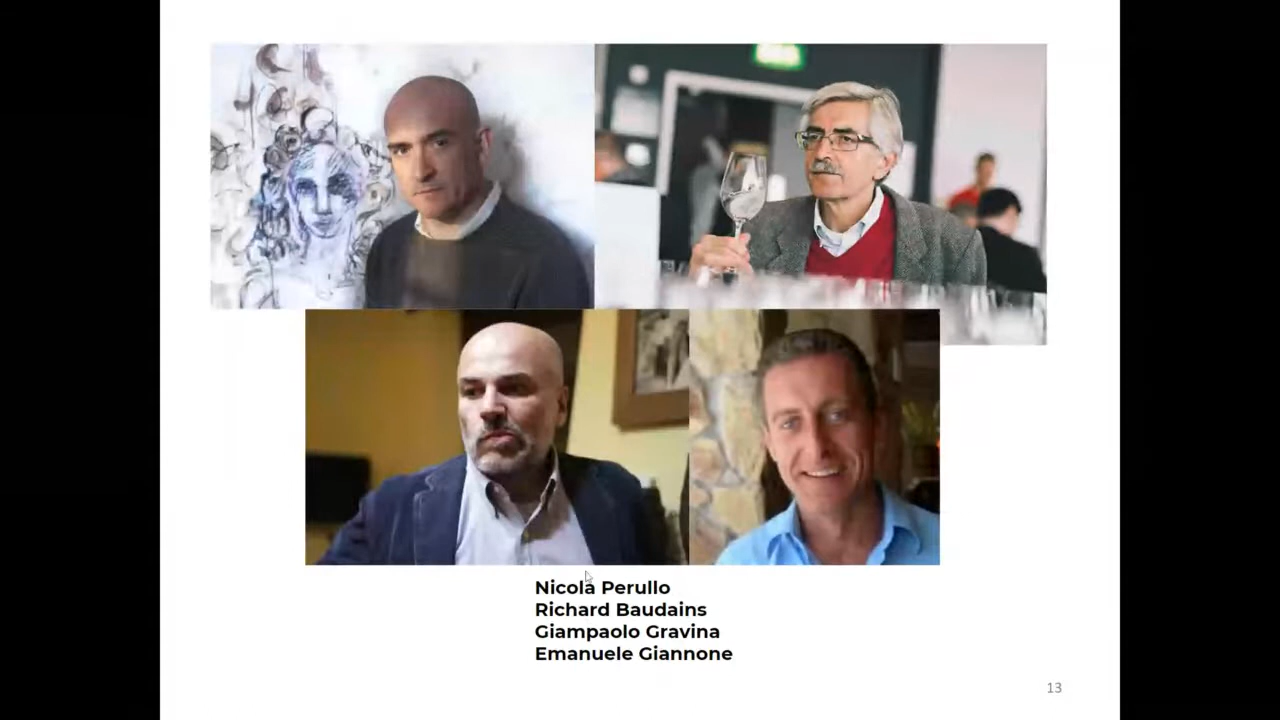 Nicola Perullo
Richard Baudains
Giampaolo Gravina
Emanuele Giannone
13